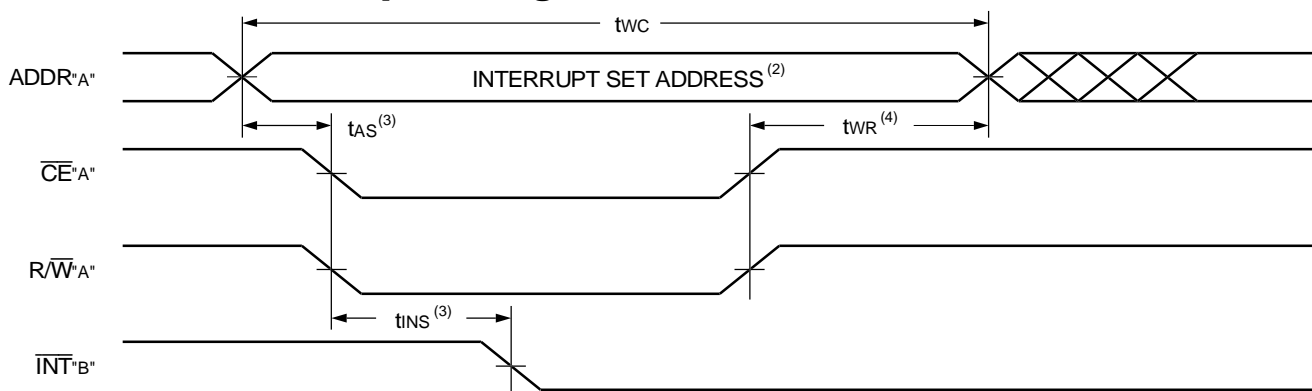 tWC
ADDR"A"
INTERRUPT SET ADDRESS(2)
tAS(3)
tWR(4)
CE"A"
R/W"A"
tINS(3)
INT"B"